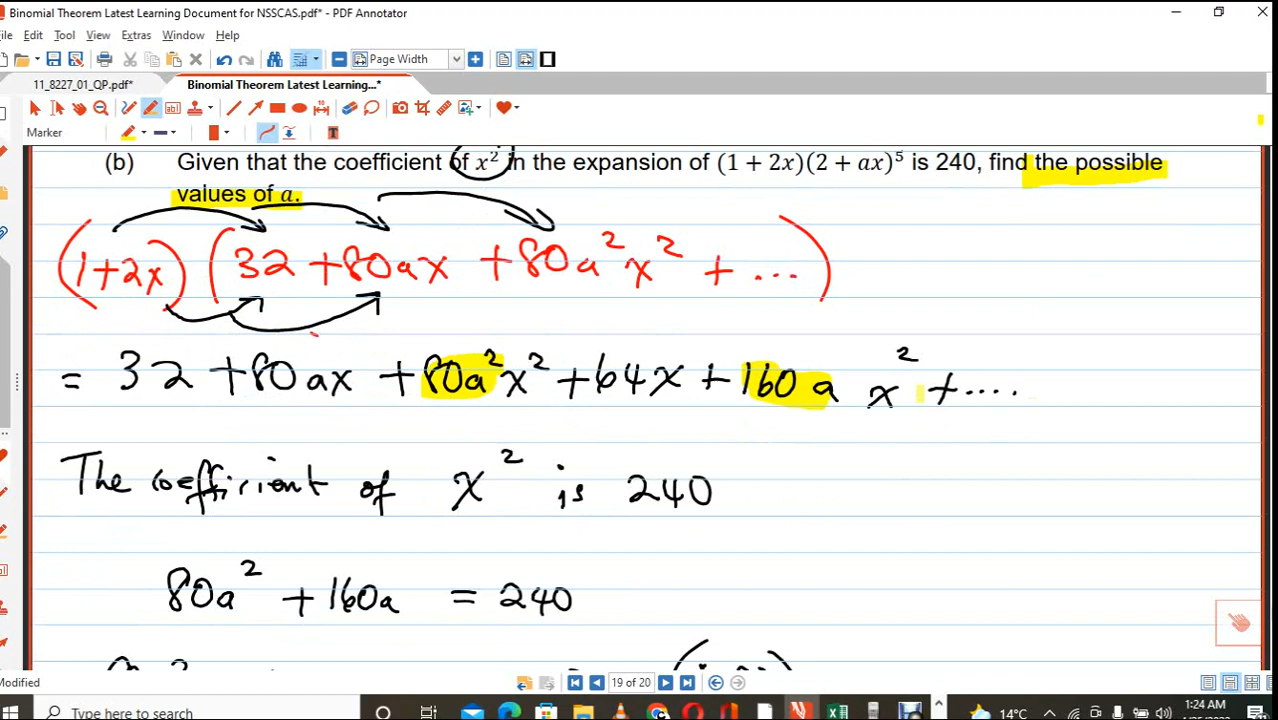 Binomial Theorem Latest Learning Document for NSSCAS.pdf* - PDF Annotator
Edit Tool View Extras Window Help
Page Width
11_8227_01_QP.pdf* Binomial Theorem Latest Learning...*
Marker
(b) Given that the coefficient of x² in the expansion of (1 + 2x)(2 + ax)⁵ is 240, find the possible
values of a.
(1+2x) (32 +80ax +80a²x² + ...)
= 32 +80ax +80a²x² +64x +160a x² +....
The coefficient of x² is 240
80a² +160a = 240
Modified 19 of 20
Type here to search 14°C 1:24 AM